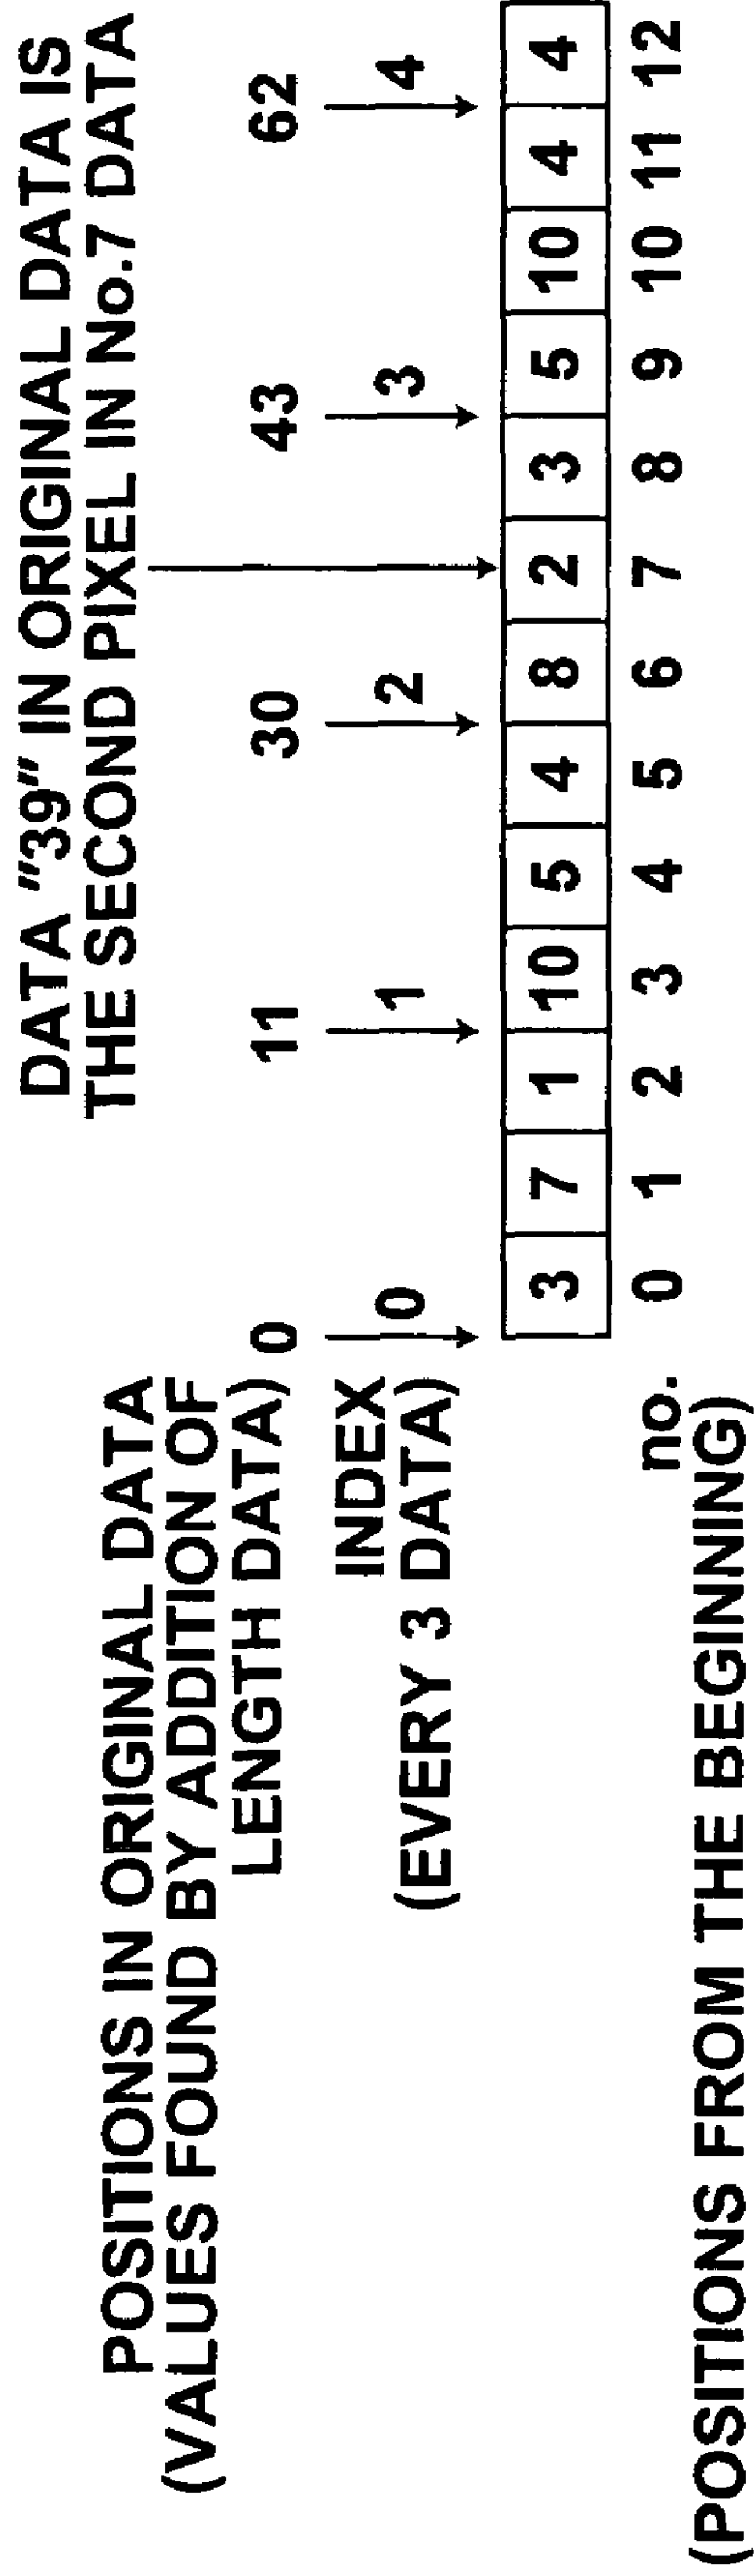 DATA "39" IN ORIGINAL DATA IS
THE SECOND PIXEL IN No.7 DATA
POSITIONS IN ORIGINAL DATA
(VALUES FOUND BY ADDITION OF
LENGTH DATA) 0 11 30 43 62
INDEX
(EVERY 3 DATA) 0 1 2 3 4
3 7 1 10 5 4 8 2 3 5 10 4 4
no. 0 1 2 3 4 5 6 7 8 9 10 11 12
(POSITIONS FROM THE BEGINNING)